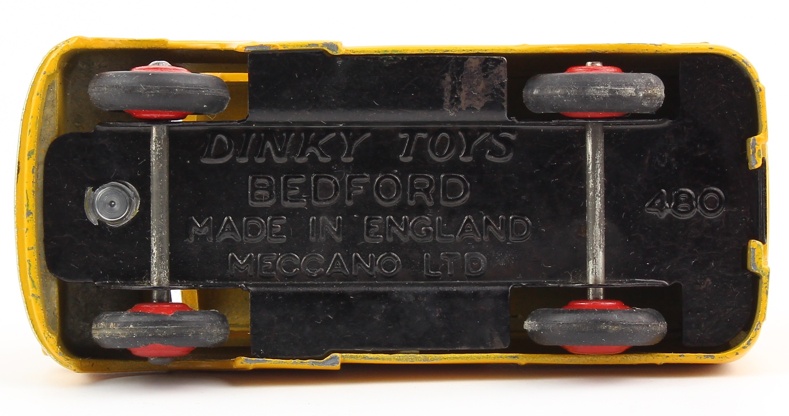 DINKY TOYS
BEDFORD
MADE IN ENGLAND
MECCANO LTD
480